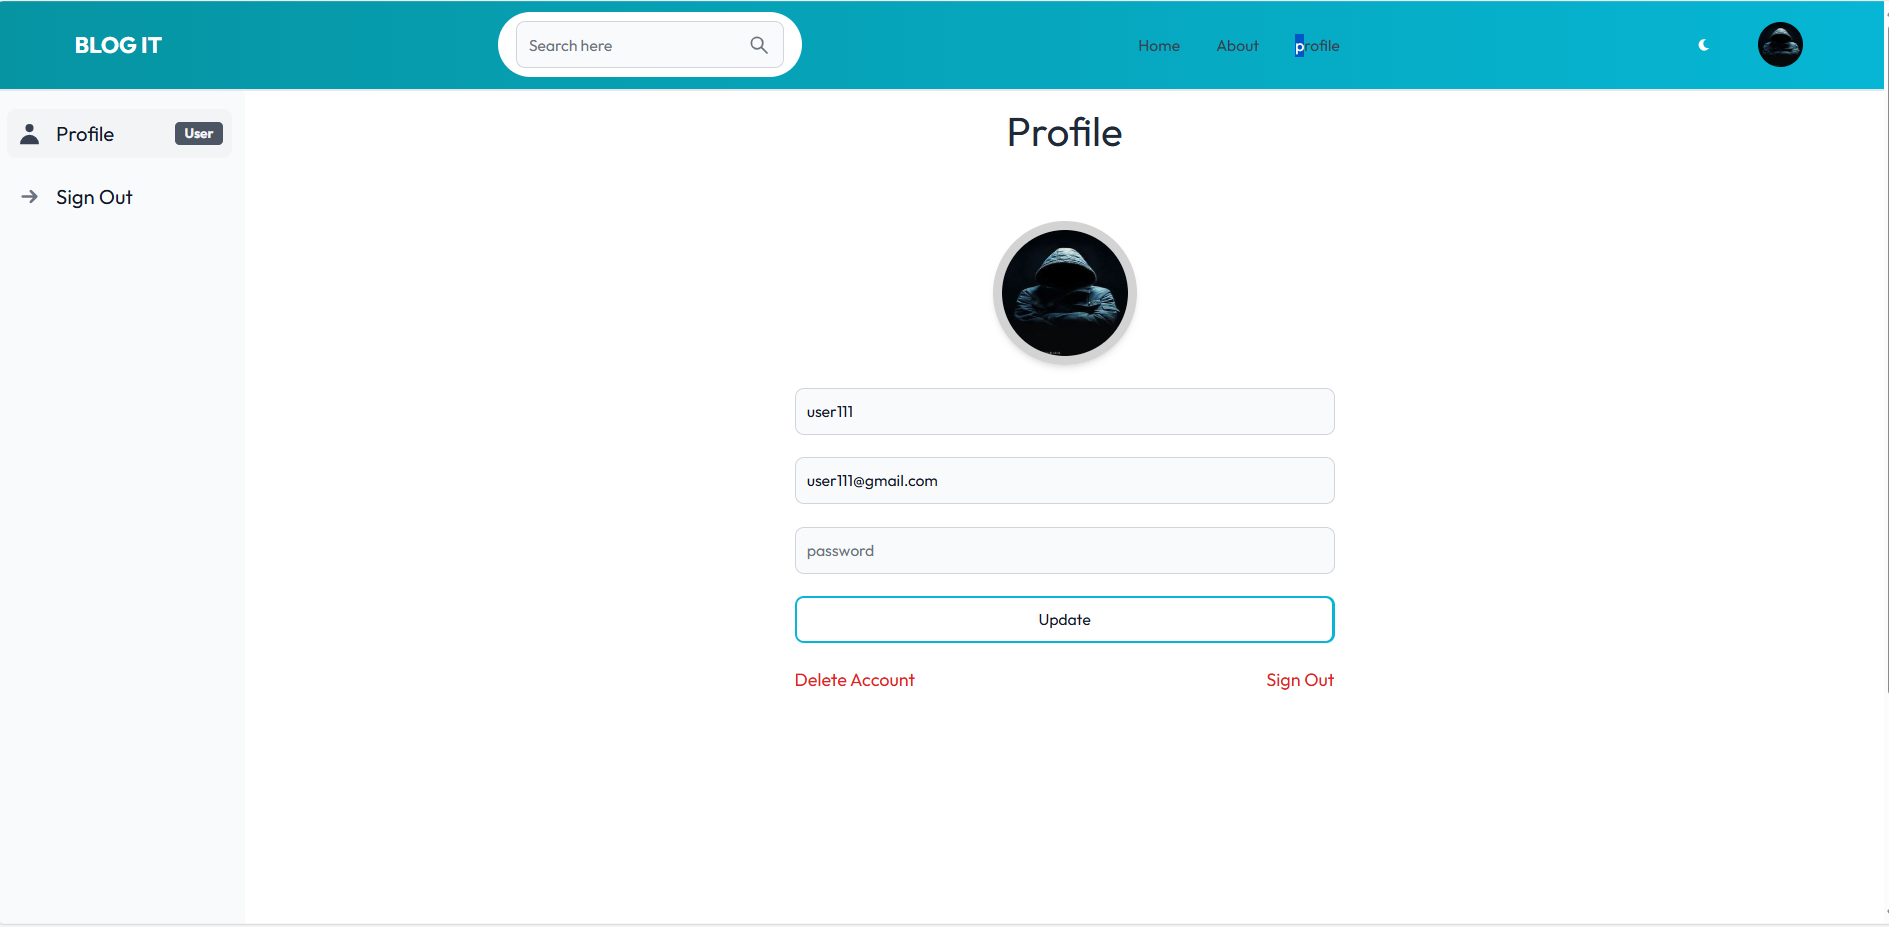 BLOG IT
Search here
Home
About
profile
Profile
User
Sign Out
Profile
user111
user111@gmail.com
password
Update
Delete Account
Sign Out